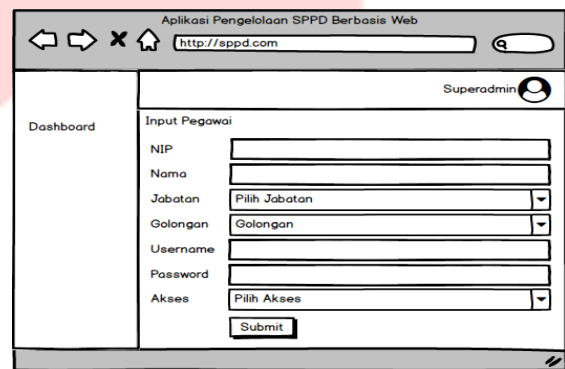 Aplikasi Pengelolaan SPPD Berbasis Web
http://sppd.com
Superadmin
Dashboard
Input Pegawai
NIP
Nama
Jabatan Pilih Jabatan
Golongan Golongan
Username
Password
Akses Pilih Akses
Submit